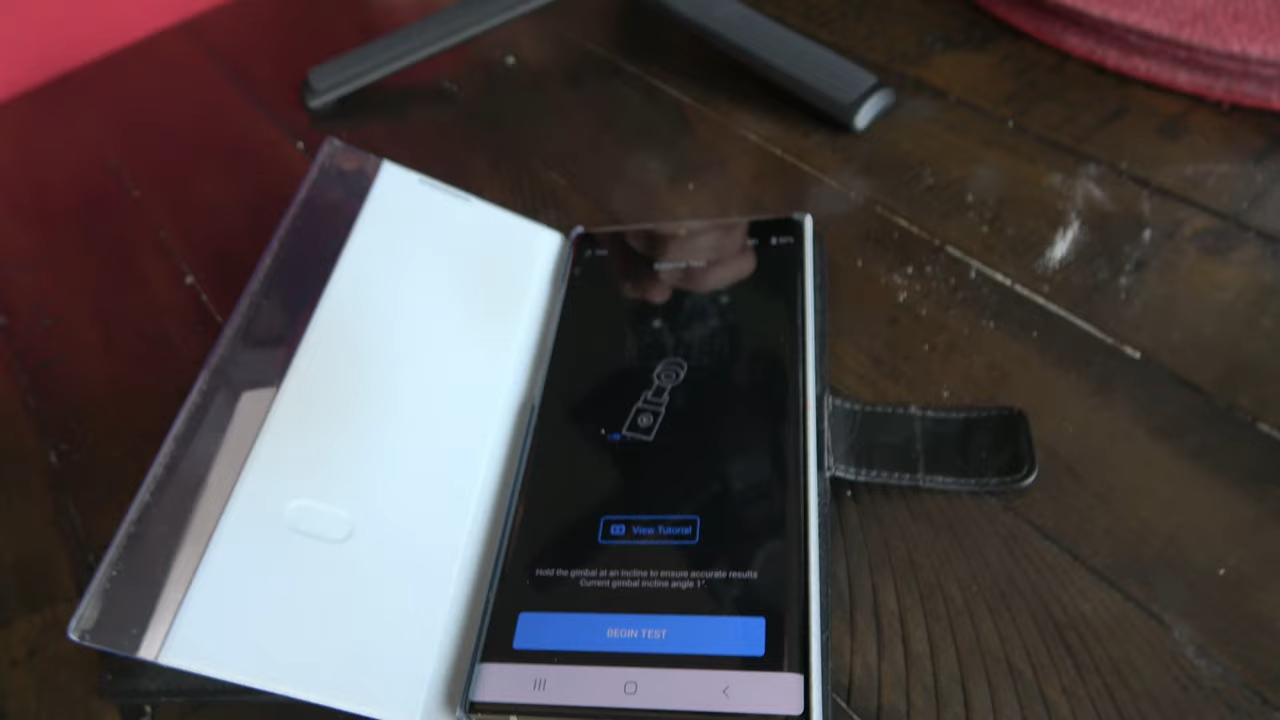 View Tutorial
Hold the gimbal at an incline to ensure accurate results
Current gimbal incline angle 1°.
BEGIN TEST